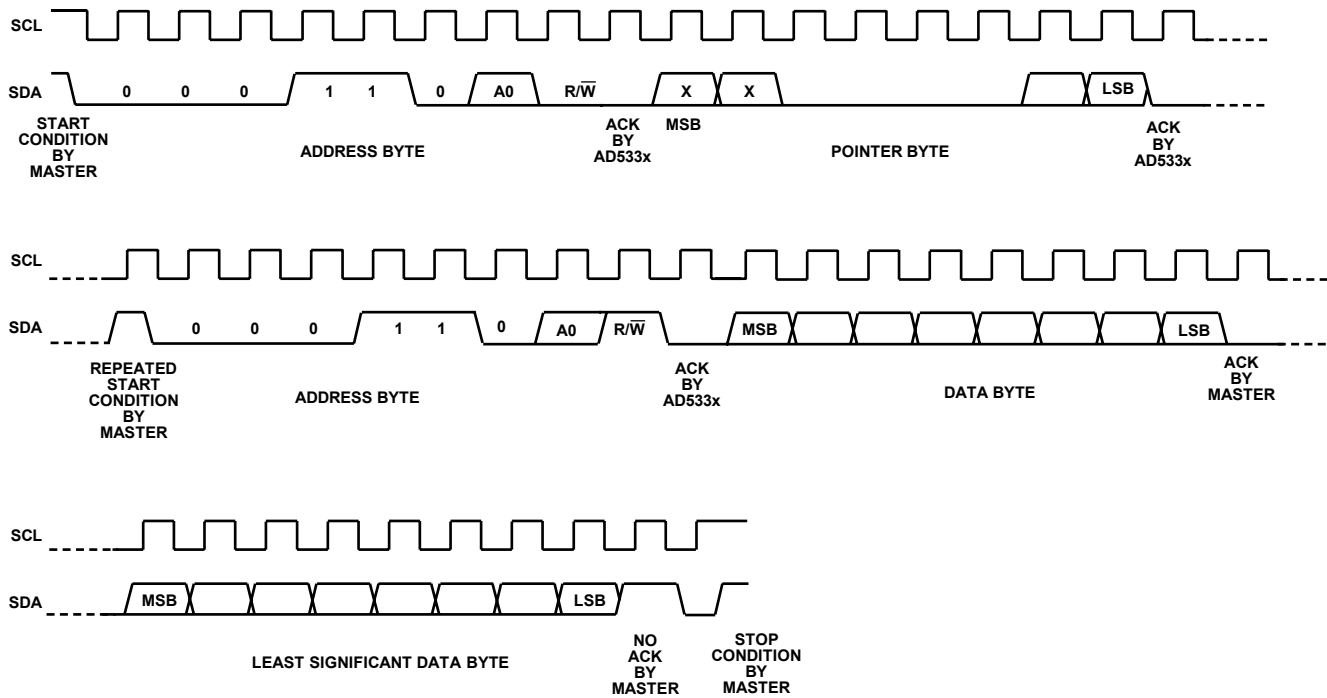 SCL
SDA
0 0 0 1 1 0 A0 R/W̅ X X LSB
START
CONDITION
BY
MASTER
ADDRESS BYTE
ACK
BY
AD533x
MSB
POINTER BYTE
ACK
BY
AD533x
SCL
SDA
0 0 0 1 1 0 A0 R/W̅ MSB LSB
REPEATED
START
CONDITION
BY
MASTER
ADDRESS BYTE
ACK
BY
AD533x
DATA BYTE
ACK
BY
MASTER
SCL
SDA
MSB LSB
LEAST SIGNIFICANT DATA BYTE
NO
ACK
BY
MASTER
STOP
CONDITION
BY
MASTER